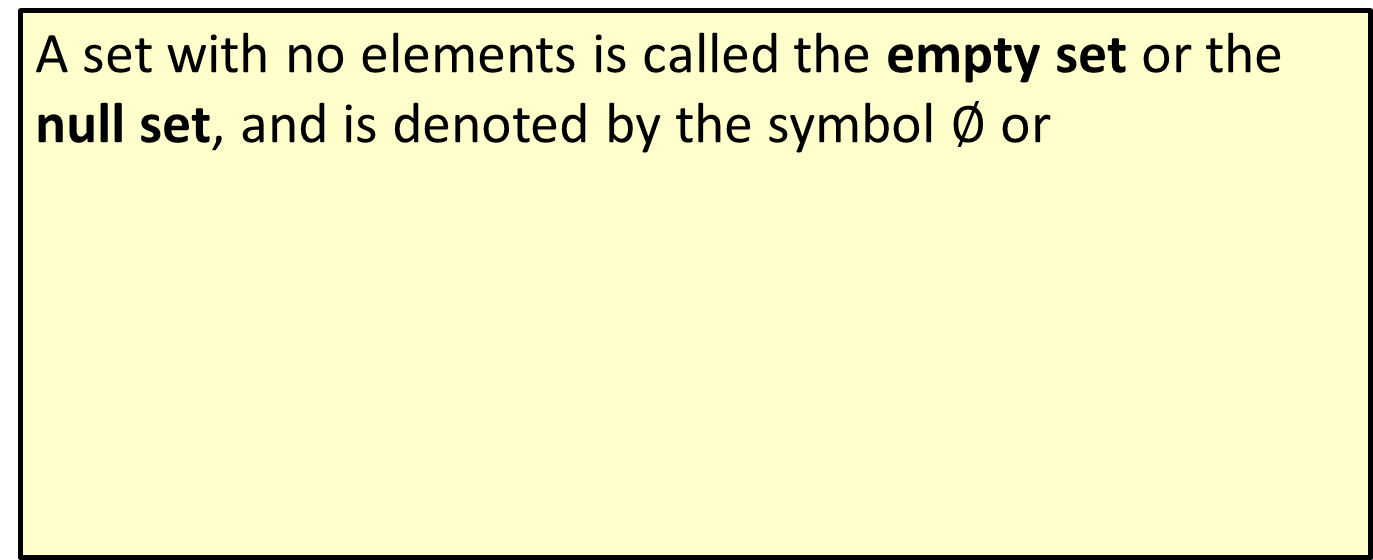 A set with no elements is called the empty set or the
null set, and is denoted by the symbol Ø or